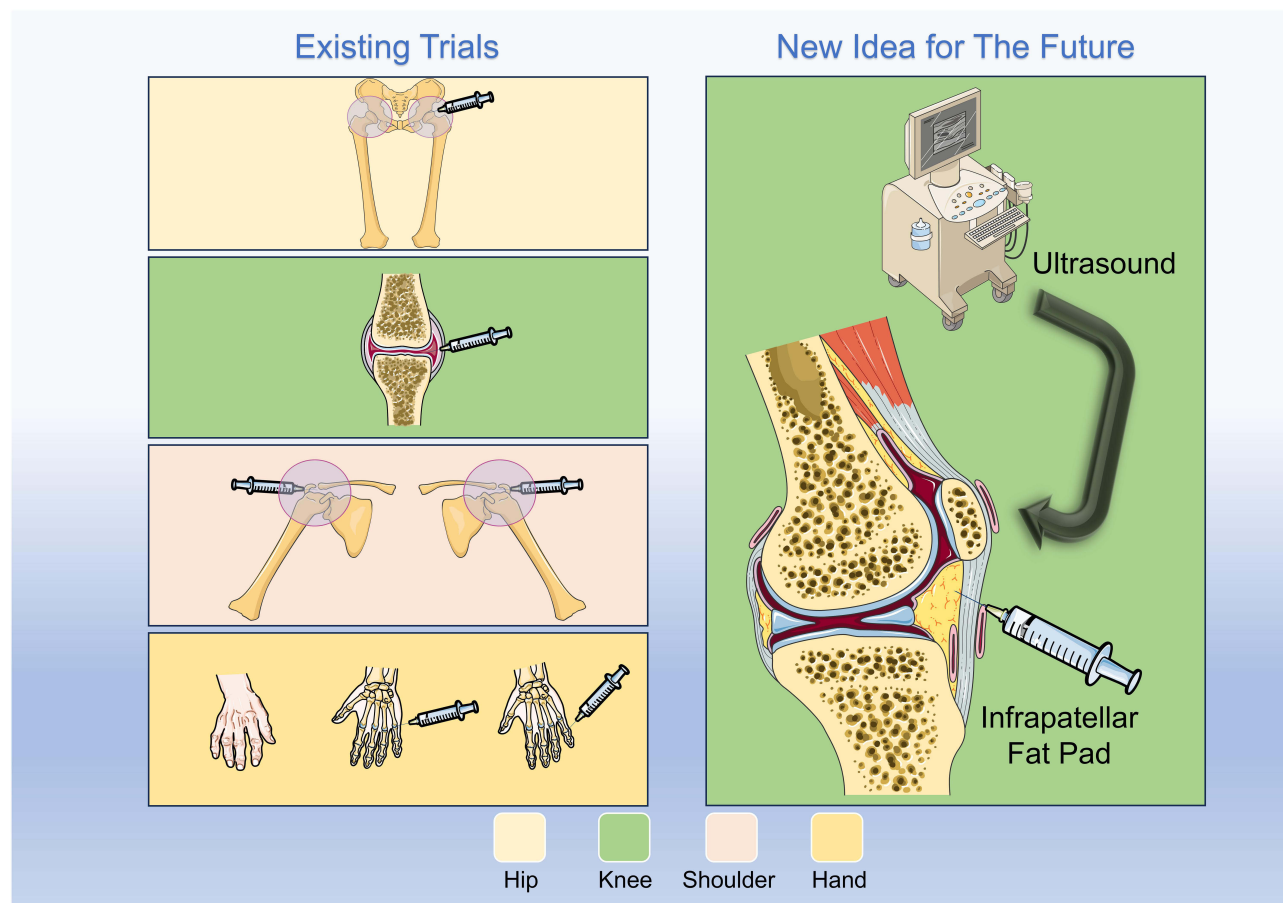 Existing Trials
New Idea for The Future
Ultrasound
Infrapatellar
Fat Pad
Hip
Knee
Shoulder
Hand